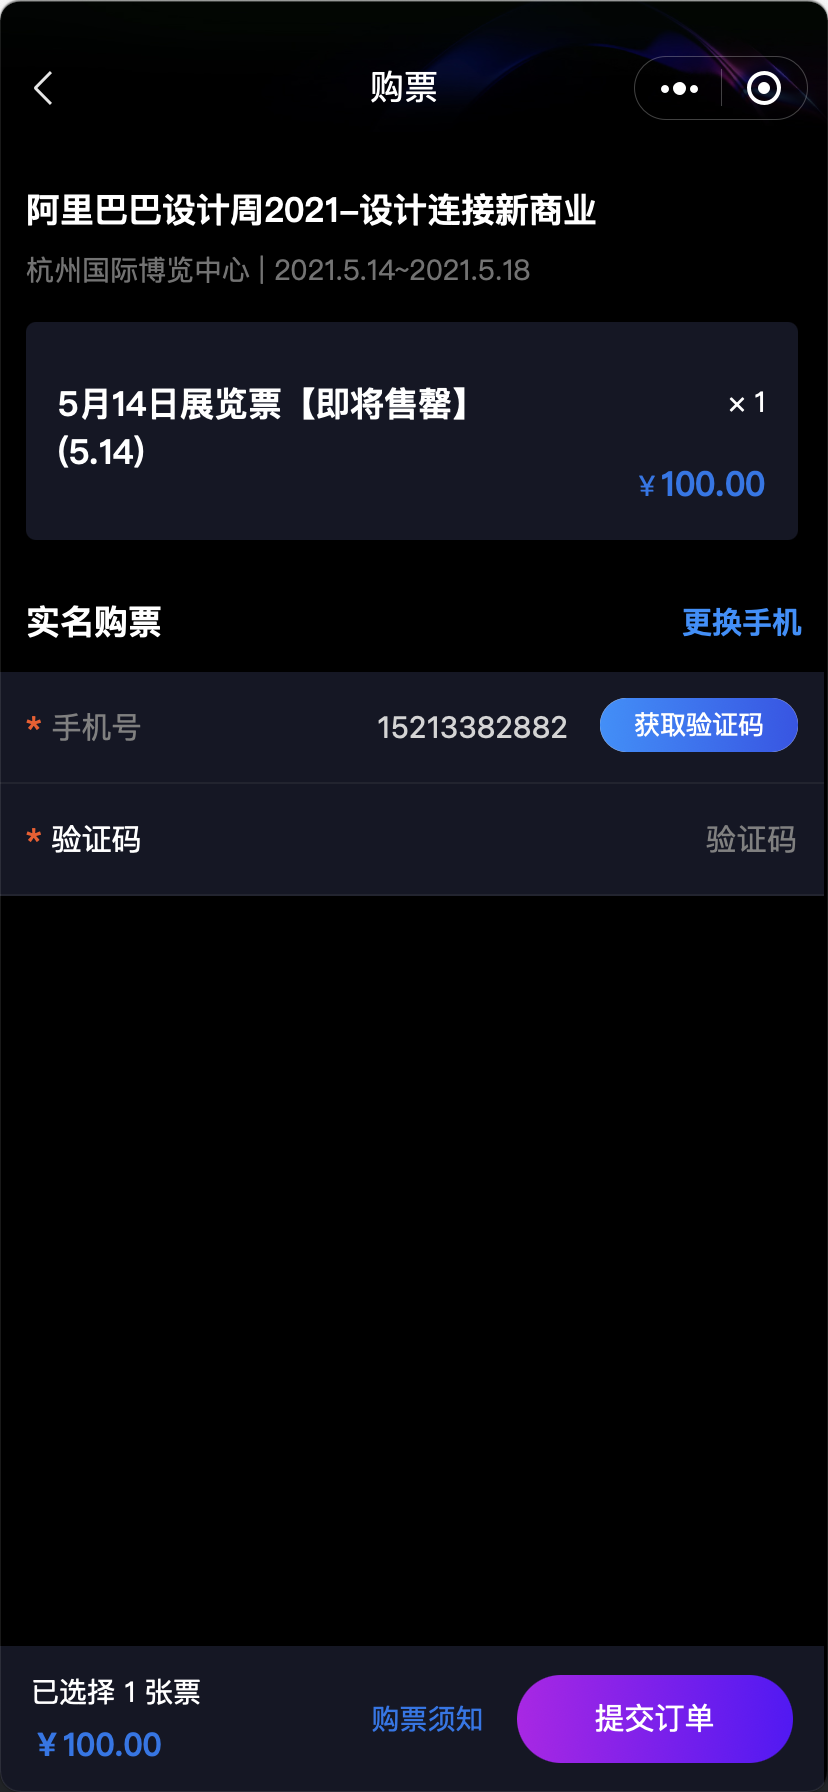 购票
阿里巴巴设计周2021-设计连接新商业
杭州国际博览中心 | 2021.5.14~2021.5.18
5月14日展览票【即将售罄】
(5.14)
× 1
¥100.00
实名购票
更换手机
* 手机号
15213382882
获取验证码
* 验证码
验证码
已选择 1 张票
¥100.00
购票须知
提交订单